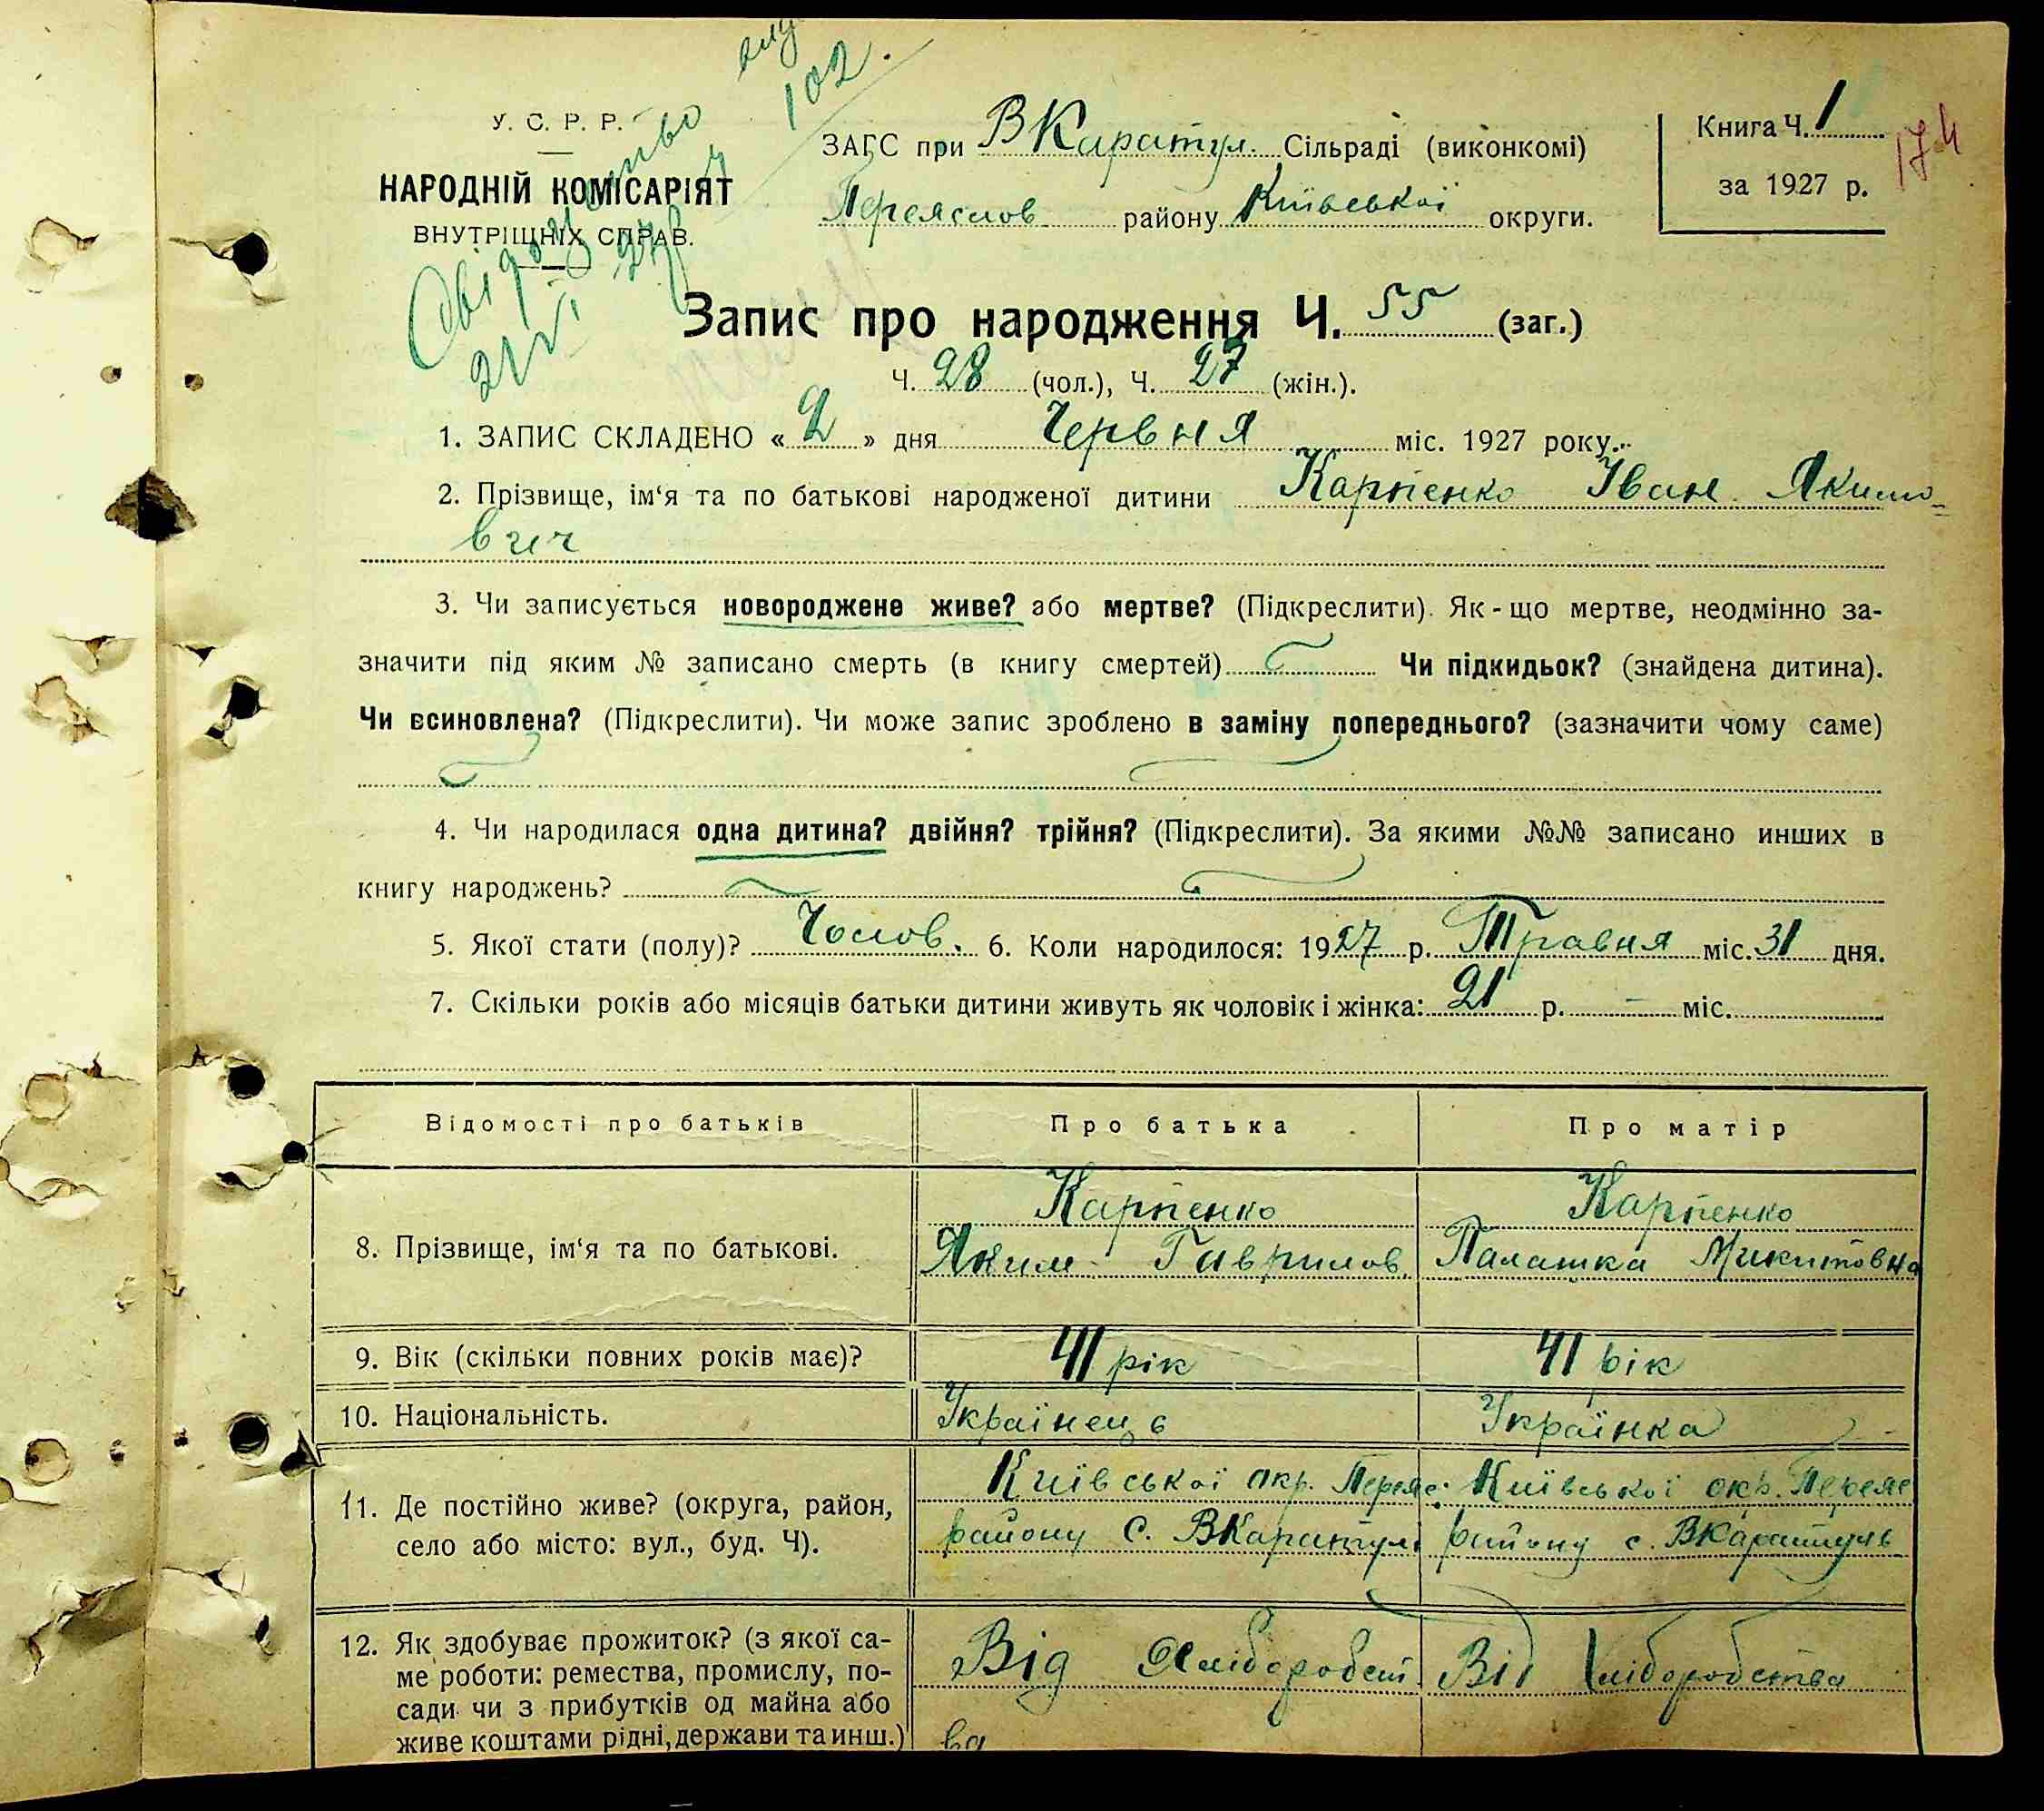 102.
У. С. Р. Р.
НАРОДНІЙ КОМІСАРІЯТ
ВНУТРІШНІХ СПРАВ.
ЗАГС при ВКаратул. Сільраді (виконкомі)
Переяслов району Київської округи.
Книга Ч. 1
за 1927 р.
174
Запис про народження Ч. 55 (заг.)
Ч. 28 (чол.), Ч. 27 (жін.).
1. ЗАПИС СКЛАДЕНО « 2 » дня Червня міс. 1927 року.
2. Прізвище, ім‘я та по батькові народженої дитини Карпенко Іван Якимо=
вич
3. Чи записується новороджене живе? або мертве? (Підкреслити). Як-що мертве, неодмінно за-
значити під яким № записано смерть (в книгу смертей) Чи підкидьок? (знайдена дитина).
Чи всиновлена? (Підкреслити). Чи може запис зроблено в заміну попереднього? (зазначити чому саме)
4. Чи народилася одна дитина? двійня? трійня? (Підкреслити). За якими №№ записано инших в
книгу народжень?
5. Якої стати (полу)? Чолов. 6. Коли народилося: 1927 р. Травня міс. 31 дня.
7. Скільки років або місяців батьки дитини живуть як чоловік і жінка: 21 р. – міс.
Відомості про батьків
Про батька
Про матір
8. Прізвище, ім‘я та по батькові.
Карпенко
Яким Гаврилов.
Карпенко
Палашка Микитовна
9. Вік (скільки повних років має)?
41 рік
41 рік
10. Національність.
Українець
Українка
11. Де постійно живе? (округа, район,
село або місто: вул., буд. Ч).
Київської окр. Переяс.
району С. ВКаратул.
Київської окр. Переяс
району с. ВКаратуль
12. Як здобуває прожиток? (з якої са-
ме роботи: ремества, промислу, по-
сади чи з прибутків од майна або
живе коштами рідні, держави та инш.)
Від Хліборобст
ва
Від Хліборобства